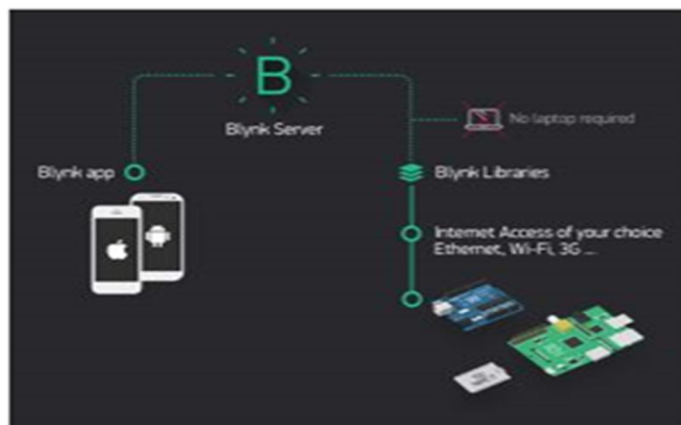 B
Blynk Server
No laptop required
Blynk app
Blynk Libraries
Internet Access of your choice
Ethernet, Wi-Fi, 3G ...